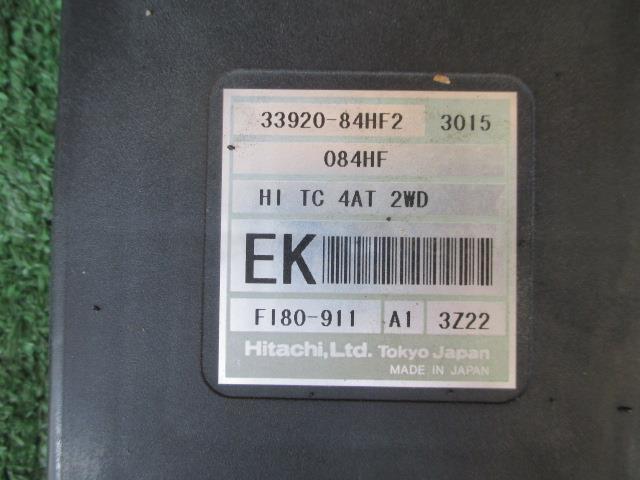 33920-84HF2 3015
084HF
HI TC 4AT 2WD
EK
FI80-911 A1 3Z22
Hitachi,Ltd. Tokyo Japan
MADE IN JAPAN